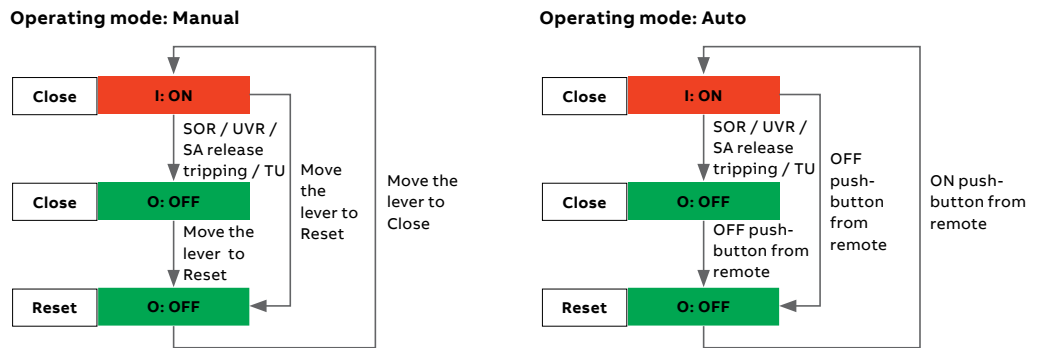 Operating mode: Manual
Close
I: ON
SOR / UVR /
SA release
tripping / TU
Move
the
lever to
Reset
Move the
lever to
Close
Close
O: OFF
Move the
lever to
Reset
Reset
O: OFF
Operating mode: Auto
Close
I: ON
SOR / UVR /
SA release
tripping / TU
OFF
push-
button
from
remote
ON push-
button from
remote
Close
O: OFF
OFF push-
button from
remote
Reset
O: OFF